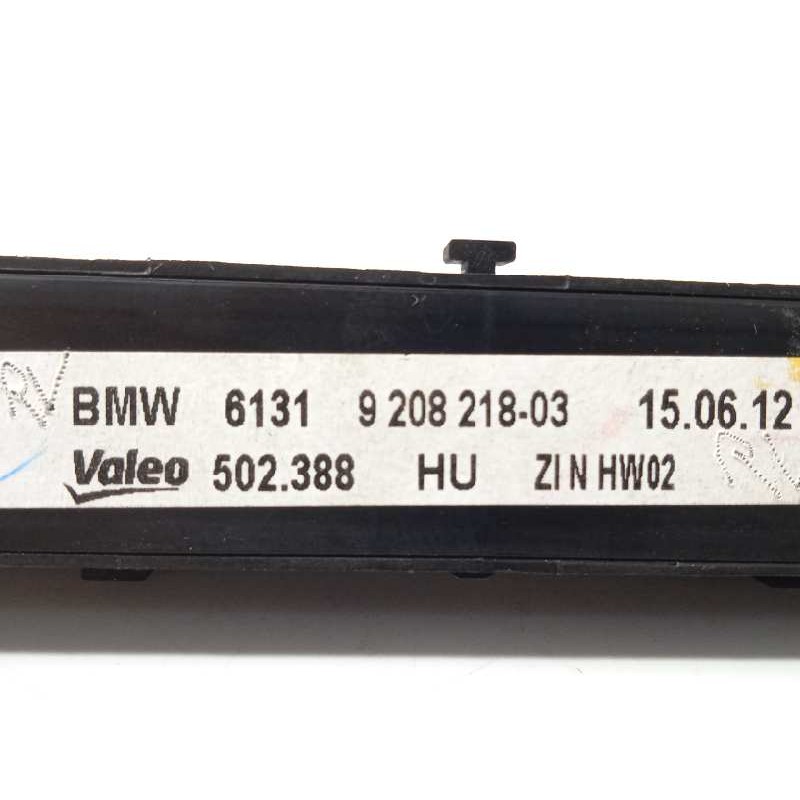 BMW 6131 9 208 218-03 15.06.12
Valeo 502.388 HU ZI N HW02